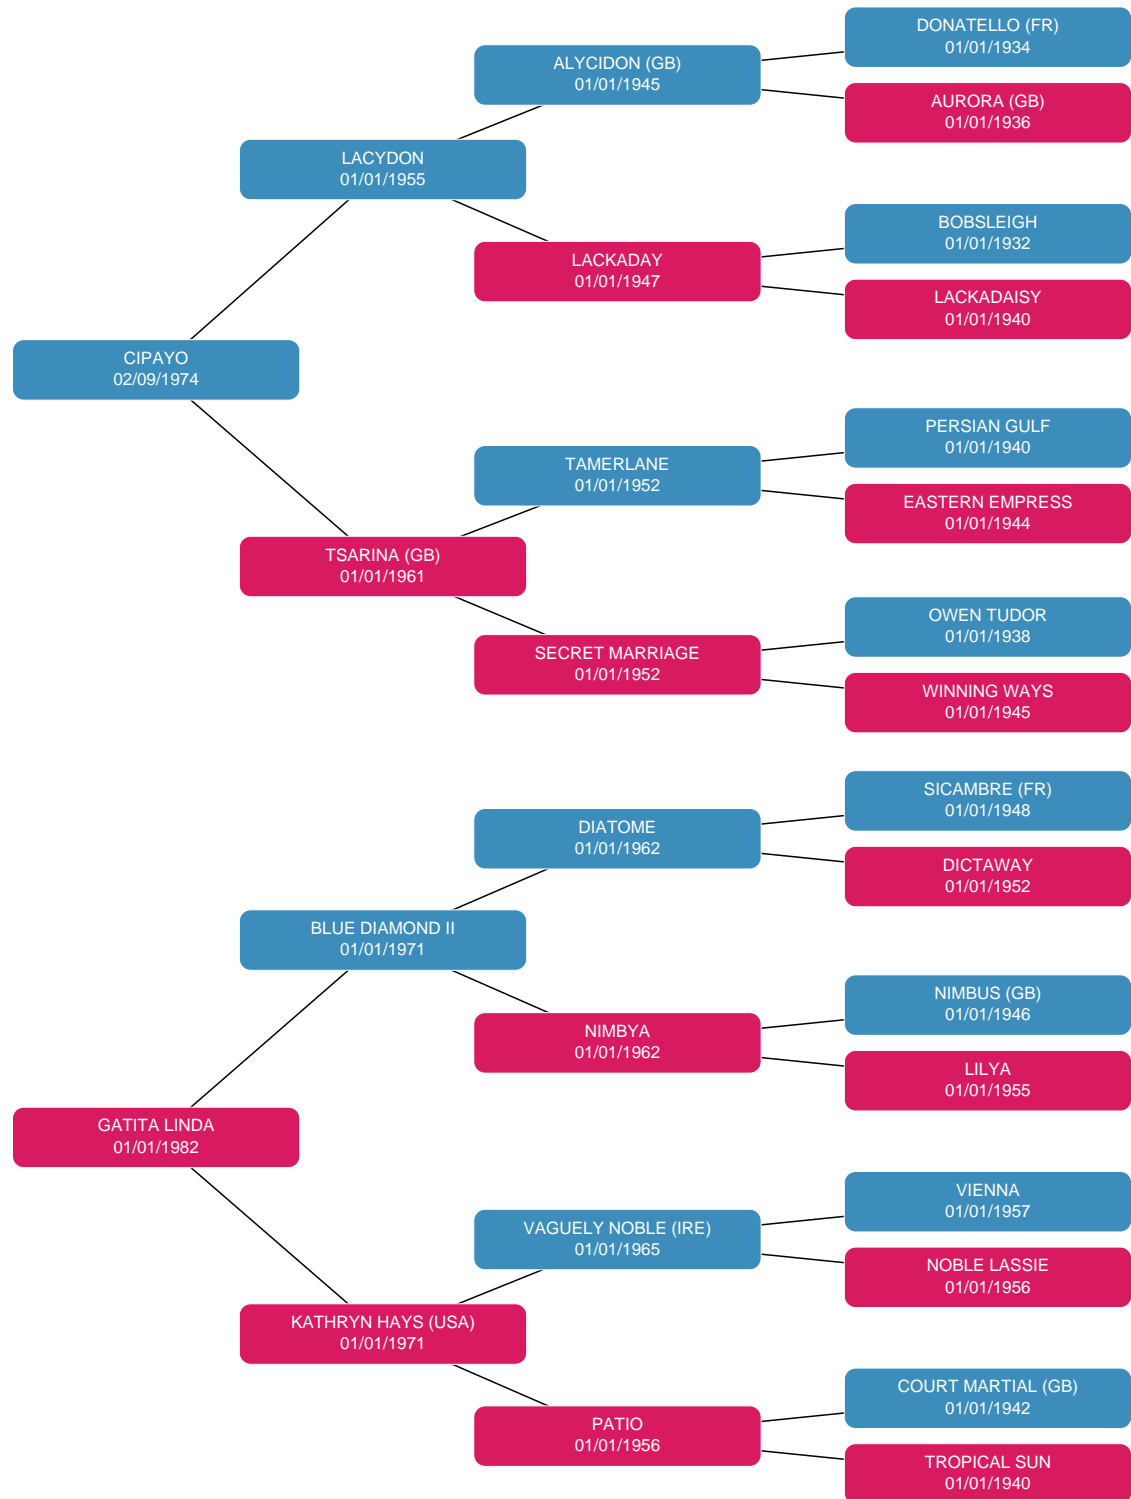 DONATELLO (FR)
01/01/1934
ALYCIDON (GB)
01/01/1945
AURORA (GB)
01/01/1936
LACYDON
01/01/1955
BOBSLEIGH
01/01/1932
LACKADAY
01/01/1947
LACKADAISY
01/01/1940
CIPAYO
02/09/1974
PERSIAN GULF
01/01/1940
TAMERLANE
01/01/1952
EASTERN EMPRESS
01/01/1944
TSARINA (GB)
01/01/1961
OWEN TUDOR
01/01/1938
SECRET MARRIAGE
01/01/1952
WINNING WAYS
01/01/1945
SICAMBRE (FR)
01/01/1948
DIATOME
01/01/1962
DICTAWAY
01/01/1952
BLUE DIAMOND II
01/01/1971
NIMBUS (GB)
01/01/1946
NIMBYA
01/01/1962
LILYA
01/01/1955
GATITA LINDA
01/01/1982
VIENNA
01/01/1957
VAGUELY NOBLE (IRE)
01/01/1965
NOBLE LASSIE
01/01/1956
KATHRYN HAYS (USA)
01/01/1971
COURT MARTIAL (GB)
01/01/1942
PATIO
01/01/1956
TROPICAL SUN
01/01/1940